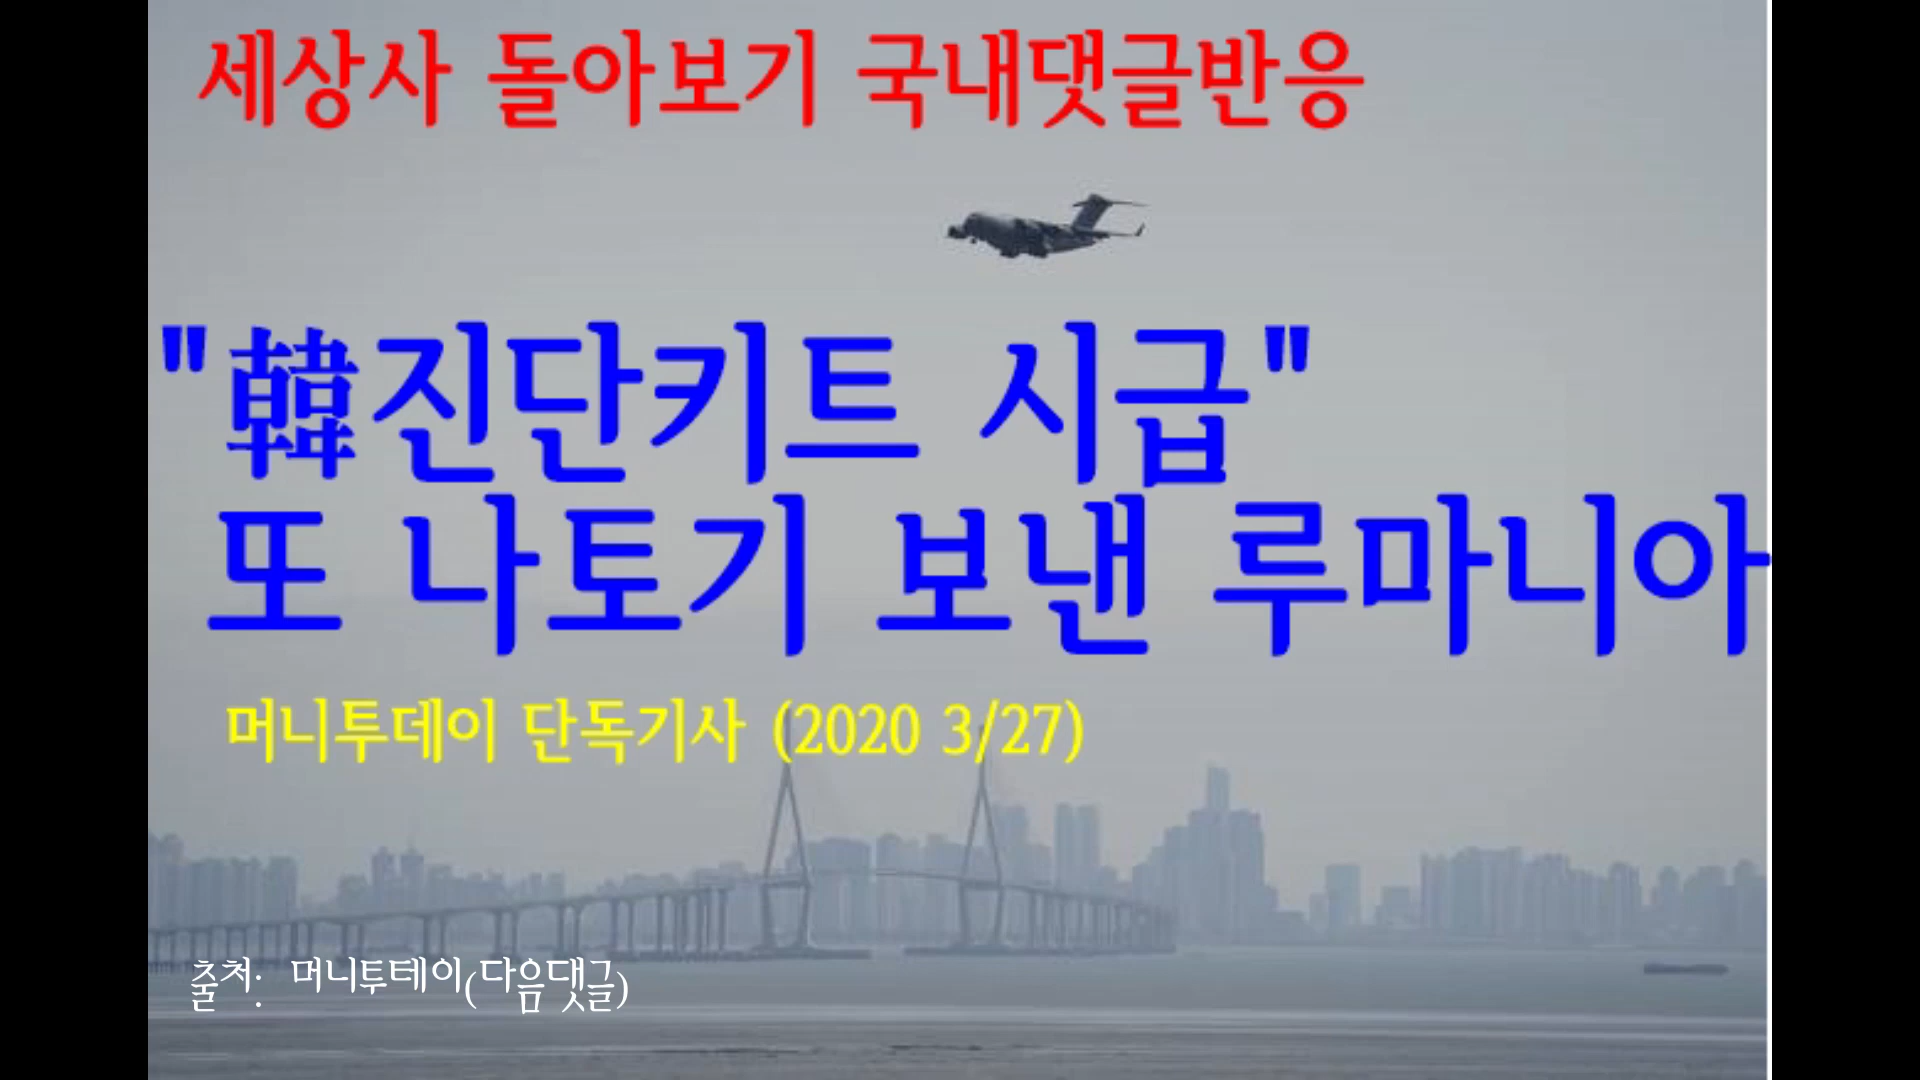 세상사 돌아보기 국내댓글반응
"韓진단키트 시급"
또 나토기 보낸 루마니아
머니투데이 단독기사 (2020 3/27)
출처: 머니투테이(다음댓글)